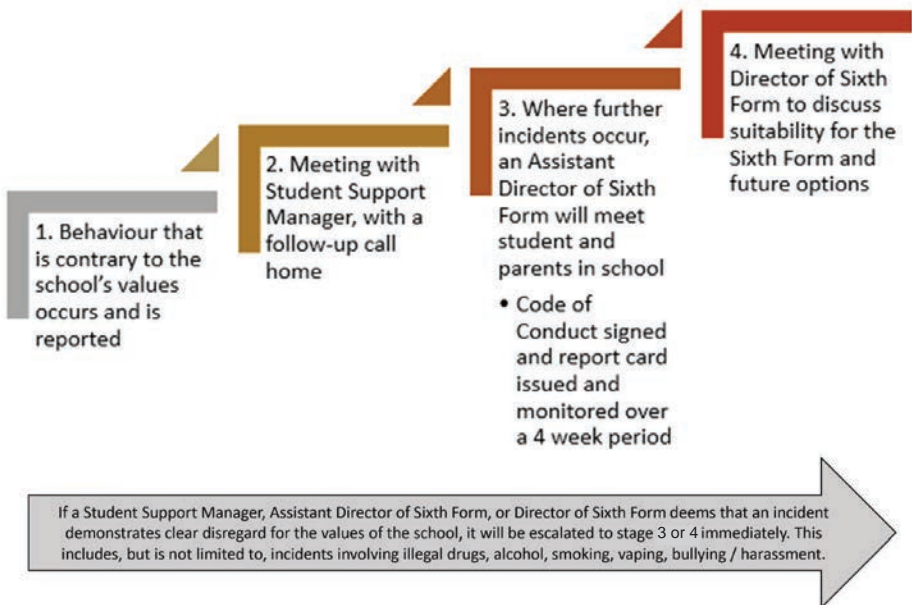 1. Behaviour that
is contrary to the
school's values
occurs and is
reported
2. Meeting with
Student Support
Manager, with a
follow-up call
home
3. Where further
incidents occur,
an Assistant
Director of Sixth
Form will meet
student and
parents in school
• Code of
Conduct signed
and report card
issued and
monitored over
a 4 week period
4. Meeting with
Director of Sixth
Form to discuss
suitability for the
Sixth Form and
future options
If a Student Support Manager, Assistant Director of Sixth Form, or Director of Sixth Form deems that an incident
demonstrates clear disregard for the values of the school, it will be escalated to stage 3 or 4 immediately. This
includes, but is not limited to, incidents involving illegal drugs, alcohol, smoking, vaping, bullying / harassment.